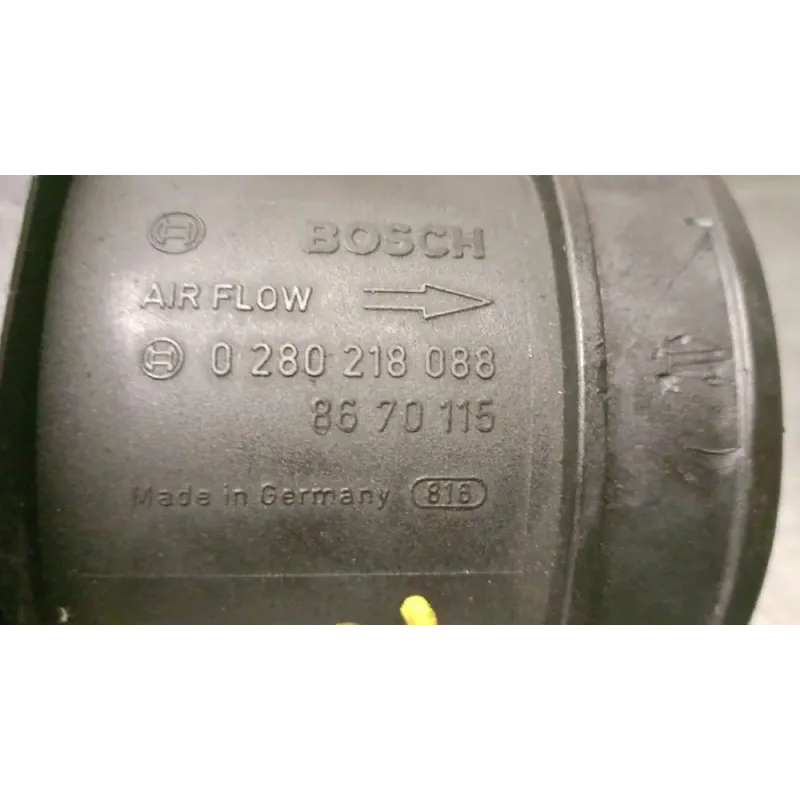 BOSCH
AIR FLOW
0 280 218 088
86 70 115
Made in Germany 816